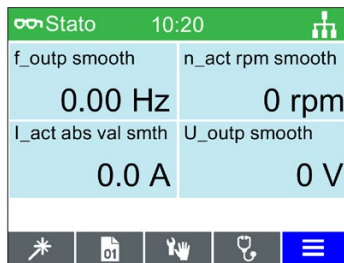 Stato 10:20
f_outp smooth n_act rpm smooth
0.00 Hz 0 rpm
I_act abs val smth U_outp smooth
0.0 A 0 V
01